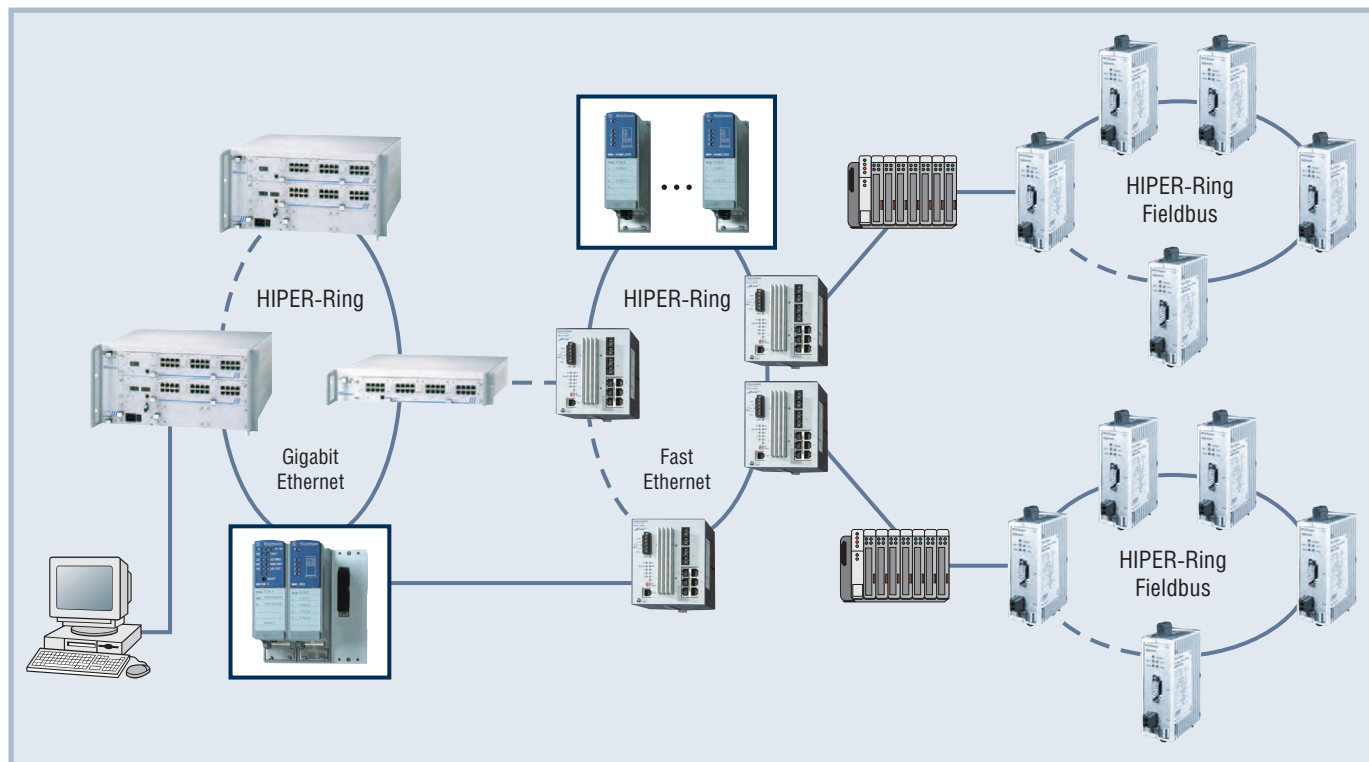 HIPER-Ring
Gigabit
Ethernet
HIPER-Ring
Fast
Ethernet
HIPER-Ring
Fieldbus
HIPER-Ring
Fieldbus